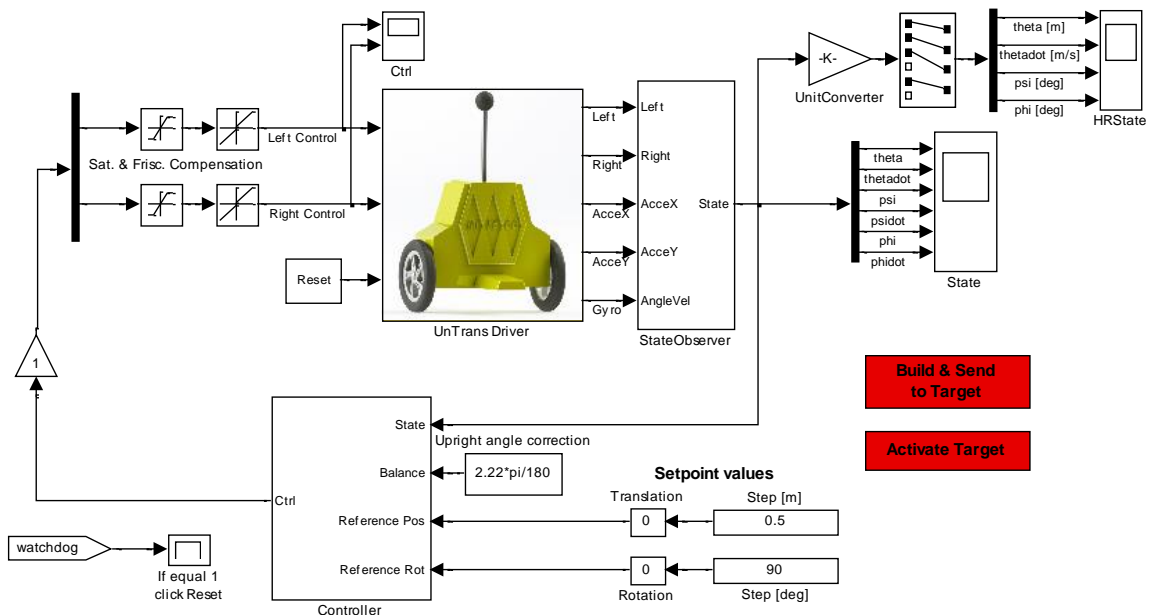 Ctrl
-K-
UnitConverter
theta [m]
thetadot [m/s]
psi [deg]
phi [deg]
HRState
Left Control
Sat. & Frisc. Compensation
Right Control
Reset
UnTrans Driver
Left
Right
AcceX
AcceY
Gyro
Left
Right
AcceX
AcceY
AngleVel
State
StateObserver
theta
thetadot
psi
psidot
phi
phidot
State
1
Build & Send
to Target
Activate Target
State
Upright angle correction
Balance
2.22*pi/180
Ctrl
Setpoint values
Translation
Step [m]
Reference Pos
0
0.5
Reference Rot
0
90
Rotation
Step [deg]
Controller
watchdog
If equal 1
click Reset